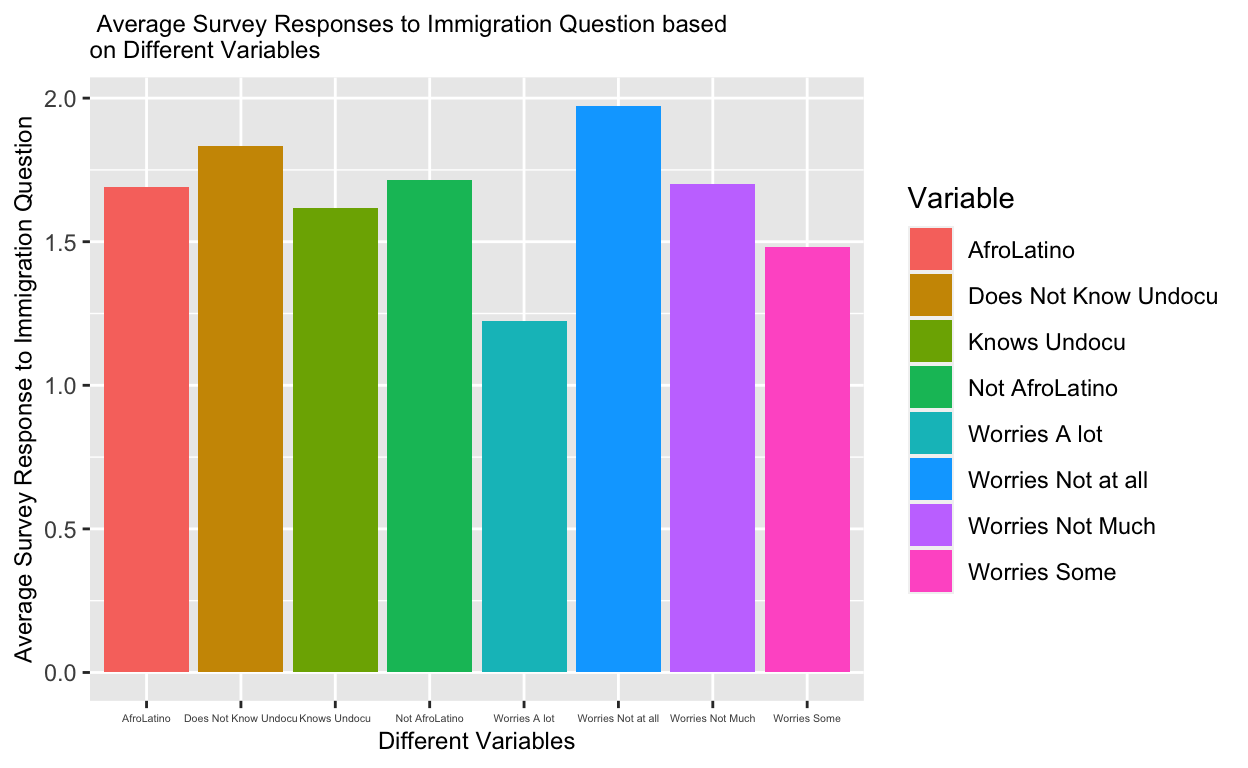 Average Survey Responses to Immigration Question based
on Different Variables
Average Survey Response to Immigration Question
2.0
1.5
1.0
0.5
0.0
AfroLatino
Does Not Know Undocu
Knows Undocu
Not AfroLatino
Worries A lot
Worries Not at all
Worries Not Much
Worries Some
Different Variables
Variable
AfroLatino
Does Not Know Undocu
Knows Undocu
Not AfroLatino
Worries A lot
Worries Not at all
Worries Not Much
Worries Some